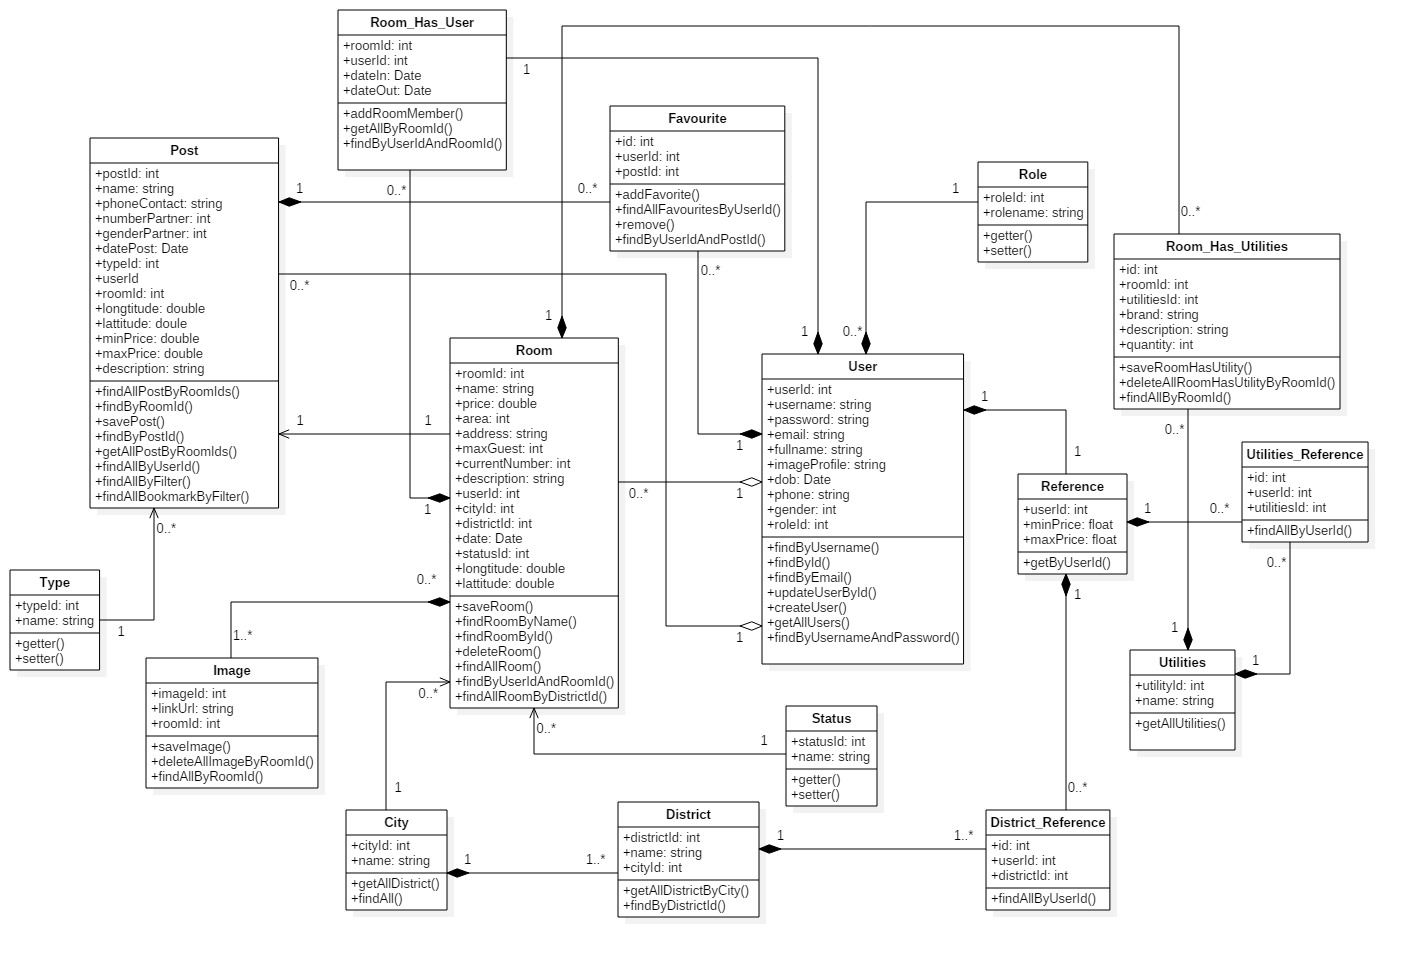 Room_Has_User
+roomId: int
+userId: int
+dateIn: Date
+dateOut: Date
+addRoomMember()
+getAllByRoomId()
+findByUserIdAndRoomId()
1
0..*
Favourite
+id: int
+userId: int
+postId: int
+addFavorite()
+findAllFavouritesByUserId()
+remove()
+findByUserIdAndPostId()
0..*
0..*
Post
+postId: int
+name: string
+phoneContact: string
+numberPartner: int
+genderPartner: int
+datePost: Date
+typeId: int
+userId
+roomId: int
+longtitude: double
+lattitude: doule
+minPrice: double
+maxPrice: double
+description: string
+findAllPostByRoomIds()
+findByRoomId()
+savePost()
+findByPostId()
+getAllPostByRoomIds()
+findAllByUserId()
+findAllByFilter()
+findAllBookmarkByFilter()
1
0..*
1
0..*
Role
+roleId: int
+rolename: string
+getter()
+setter()
1
Room_Has_Utilities
+id: int
+roomId: int
+utilitiesId: int
+brand: string
+description: string
+quantity: int
+saveRoomHasUtility()
+deleteAllRoomHasUtilityByRoomId()
+findAllByRoomId()
0..*
0..*
Room
+roomId: int
+name: string
+price: double
+area: int
+address: string
+maxGuest: int
+currentNumber: int
+description: string
+userId: int
+cityId: int
+districtId: int
+date: Date
+statusId: int
+longtitude: double
+lattitude: double
+saveRoom()
+findRoomByName()
+findRoomById()
+deleteRoom()
+findAllRoom()
+findByUserIdAndRoomId()
+findAllRoomByDistrictId()
1
1
1
0..*
0..*
0..*
0..*
User
+userId: int
+username: string
+password: string
+email: string
+fullname: string
+imageProfile: string
+dob: Date
+phone: string
+gender: int
+roleId: int
+findByUsername()
+findById()
+findByEmail()
+updateUserById()
+createUser()
+getAllUsers()
+findByUsernameAndPassword()
1
0..*
1
1
1
1
Reference
+userId: int
+minPrice: float
+maxPrice: float
+getByUserId()
1
1
1
Utilities_Reference
+id: int
+userId: int
+utilitiesId: int
+findAllByUserId()
0..*
0..*
Type
+typeId: int
+name: string
+getter()
+setter()
1
Image
+imageId: int
+linkUrl: string
+roomId: int
+saveImage()
+deleteAllImageByRoomId()
+findAllByRoomId()
1..*
Utilities
+utilityId: int
+name: string
+getAllUtilities()
1
1
Status
+statusId: int
+name: string
+getter()
+setter()
1
City
+cityId: int
+name: string
+getAllDistrict()
+findAll()
1
1
District
+districtId: int
+name: string
+cityId: int
+getAllDistrictByCity()
+findByDistrictId()
1..*
1
District_Reference
+id: int
+userId: int
+districtId: int
+findAllByUserId()
1..*
0..*